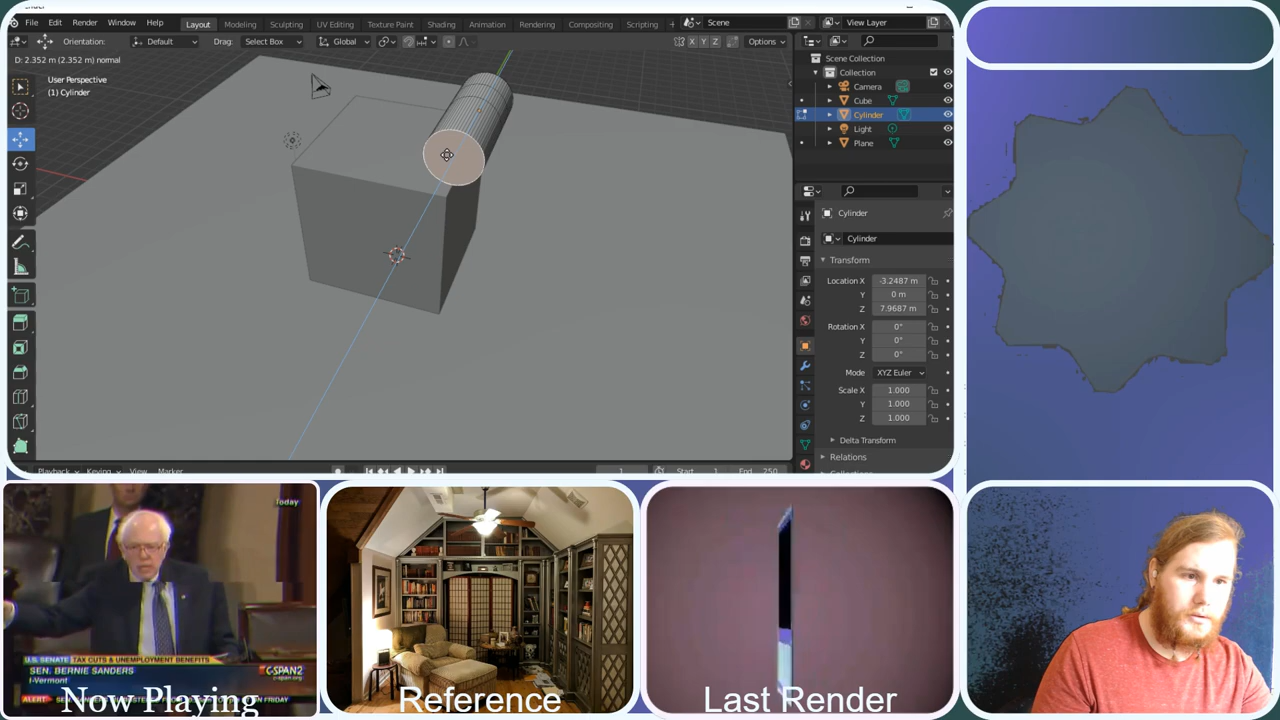 File Edit Render Window Help Layout Modeling Sculpting UV Editing Texture Paint Shading Animation Rendering Compositing Scripting + Scene View Layer
Orientation: Default Drag: Select Box Global X Y Z Options
D: 2.352 m (2.352 m) normal
User Perspective
(1) Cylinder
Scene Collection
Collection
Camera
Cube
Cylinder
Light
Plane
Cylinder
Cylinder
Transform
Location X -3.2487 m
Y 0 m
Z 7.9687 m
Rotation X 0°
Y 0°
Z 0°
Mode XYZ Euler
Scale X 1.000
Y 1.000
Z 1.000
Delta Transform
Relations
Playback Keying View Marker 1 Start 1 End 250
Today
U.S. SENATE TAX CUTS & UNEMPLOYMENT BENEFITS
SEN. BERNIE SANDERS
I-Vermont
C-SPAN2
c-span.org
ALERT
Now Playing
Reference
Last Render